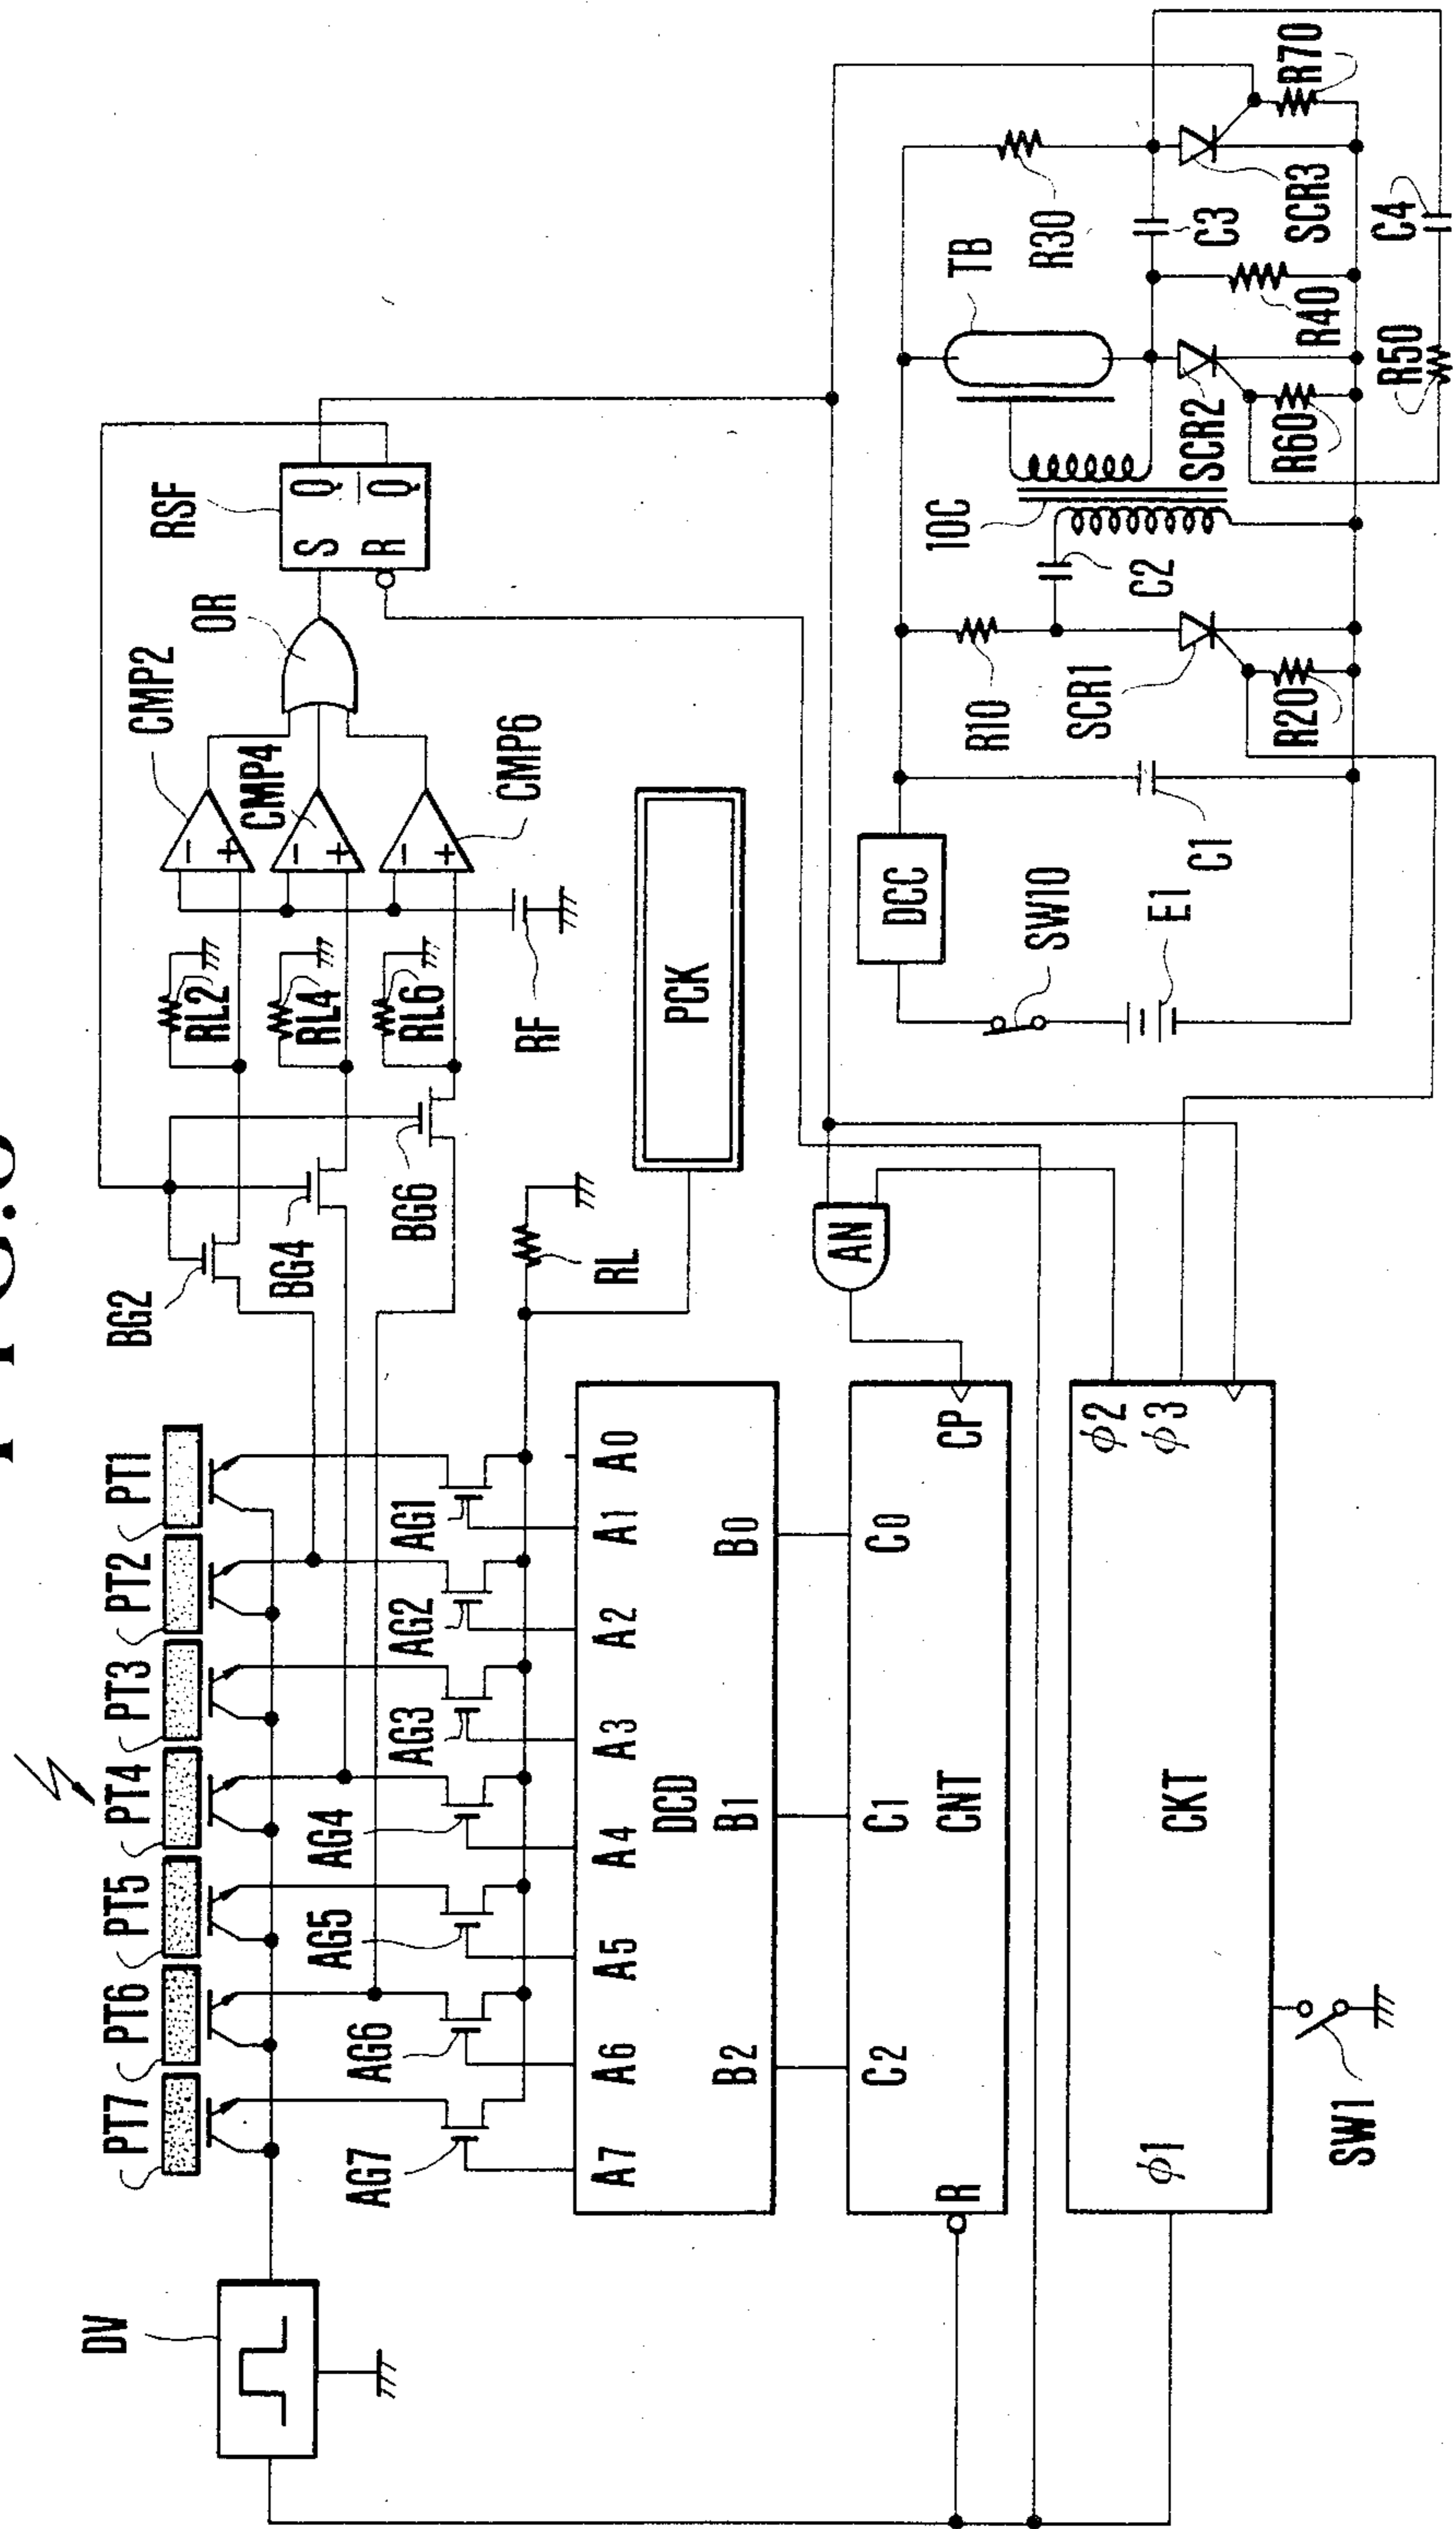 DV
PT7
PT6
PT5
PT4
PT3
PT2
PT1
BG2
BG4
BG6
RL2
RL4
RL6
CMP2
CMP4
CMP6
OR
RSF
S
Q
R
Q
RF
AG7
AG6
AG5
AG4
AG3
AG2
AG1
RL
PCK
A7
A6
A5
A4
A3
A2
A1
A0
DCD
B2
B1
B0
C2
C1
C0
CNT
R
CP
AN
φ1
CKT
φ2
φ3
SW1
DCC
SW10
E1
C1
R10
SCR1
R20
C2
10C
TB
SCR2
R60
R30
C3
R40
R50
SCR3
R70
C4